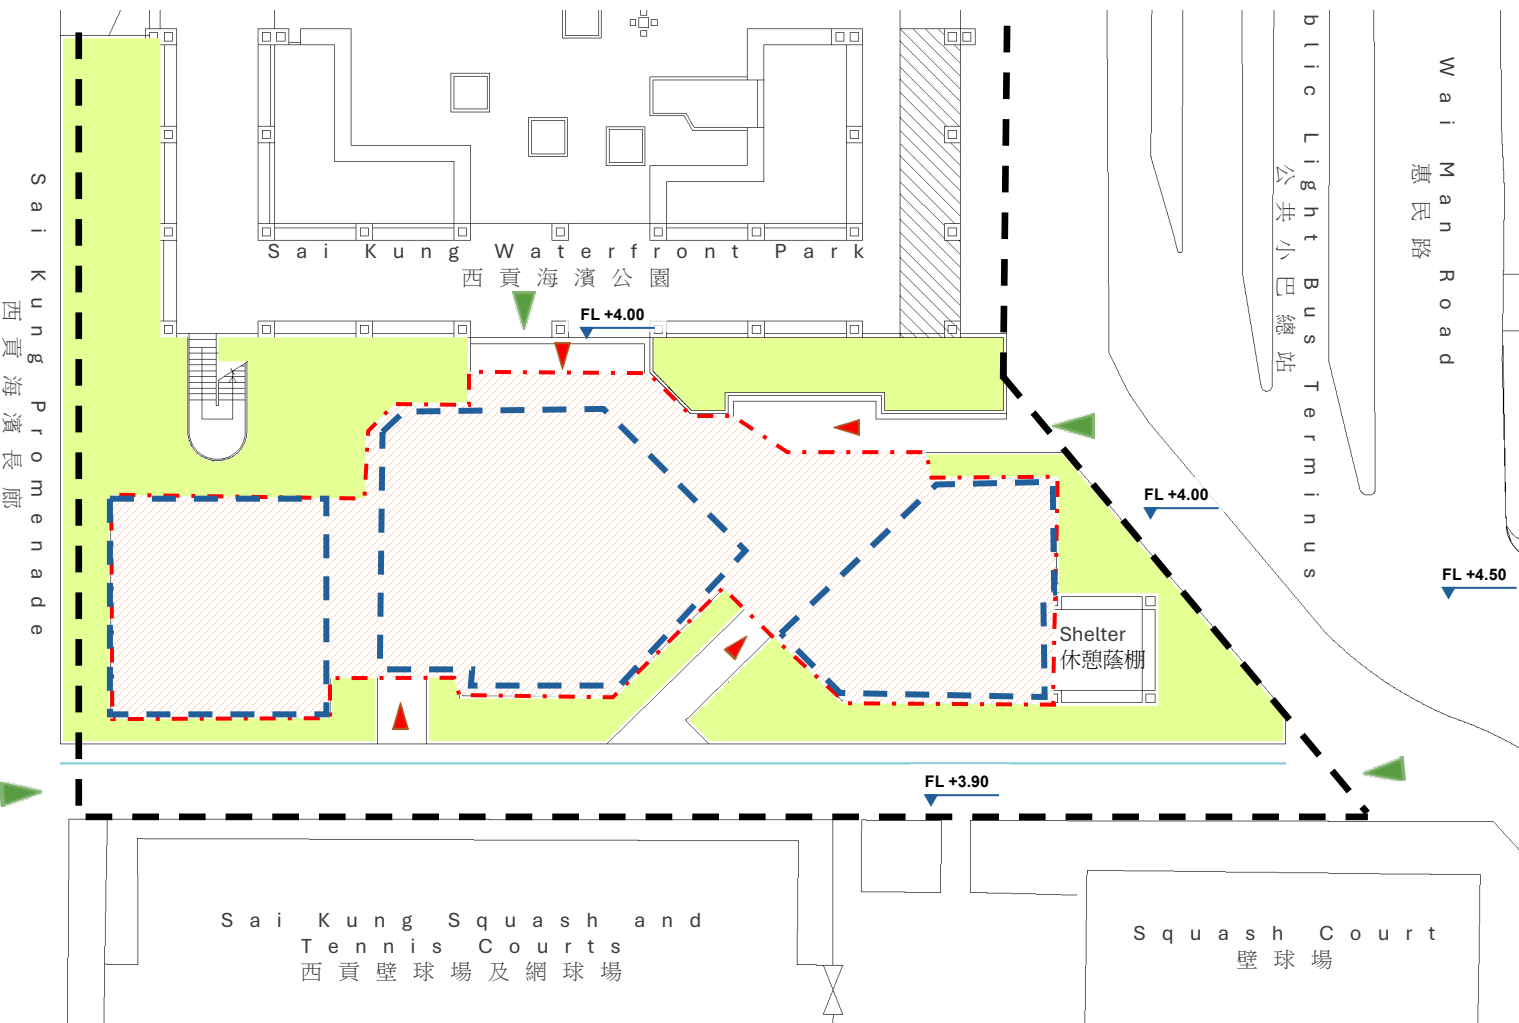 Sai Kung Waterfront Park
西貢海濱公園
FL +4.00
Sai Kung Promenade
西貢海濱長廊
blic Light Bus Terminus
公共小巴總站
Wai Man Road
惠民路
FL +4.00
FL +4.50
Shelter
休憩蔭棚
FL +3.90
Sai Kung Squash and
Tennis Courts
西貢壁球場及網球場
Squash Court
壁球場